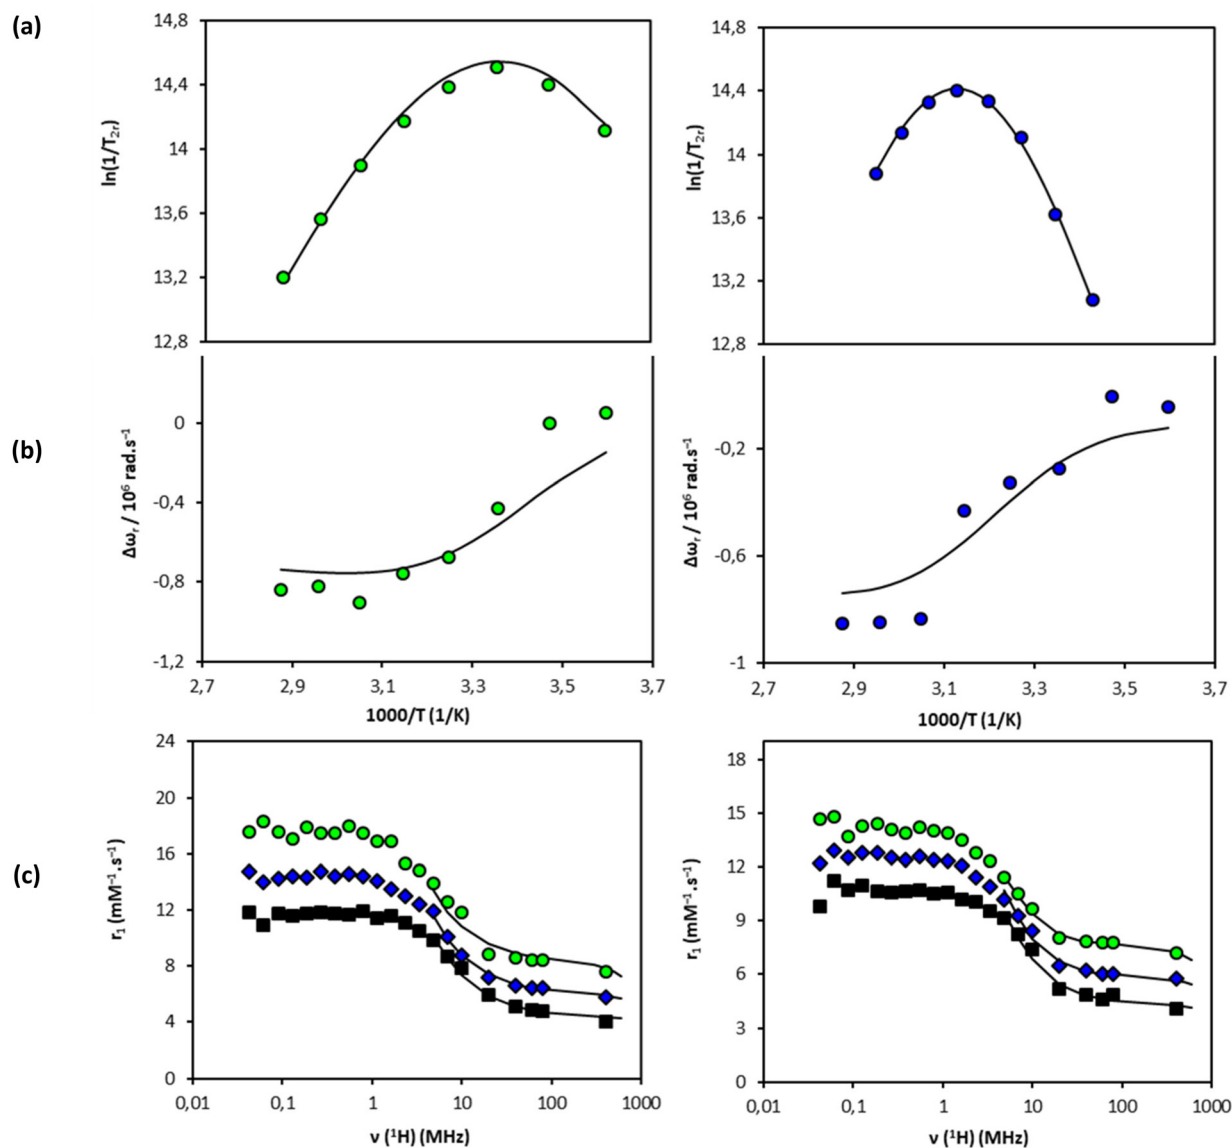 (a)
14,8
14,4
14
13,6
13,2
12,8
ln(1/T₂ᵣ)
14,8
14,4
14
13,6
13,2
12,8
ln(1/T₂ᵣ)
(b)
0
-0,4
-0,8
-1,2
Δωᵣ / 10⁶ rad.s⁻¹
2,7 2,9 3,1 3,3 3,5 3,7
1000/T (1/K)
-0,2
-0,6
-1
Δωᵣ / 10⁶ rad.s⁻¹
2,7 2,9 3,1 3,3 3,5 3,7
1000/T (1/K)
(c)
24
20
16
12
8
4
0
r₁ (mM⁻¹.s⁻¹)
0,01 0,1 1 10 100 1000
ν (¹H) (MHz)
18
15
12
9
6
3
0
r₁ (mM⁻¹.s⁻¹)
0,01 0,1 1 10 100 1000
ν (¹H) (MHz)